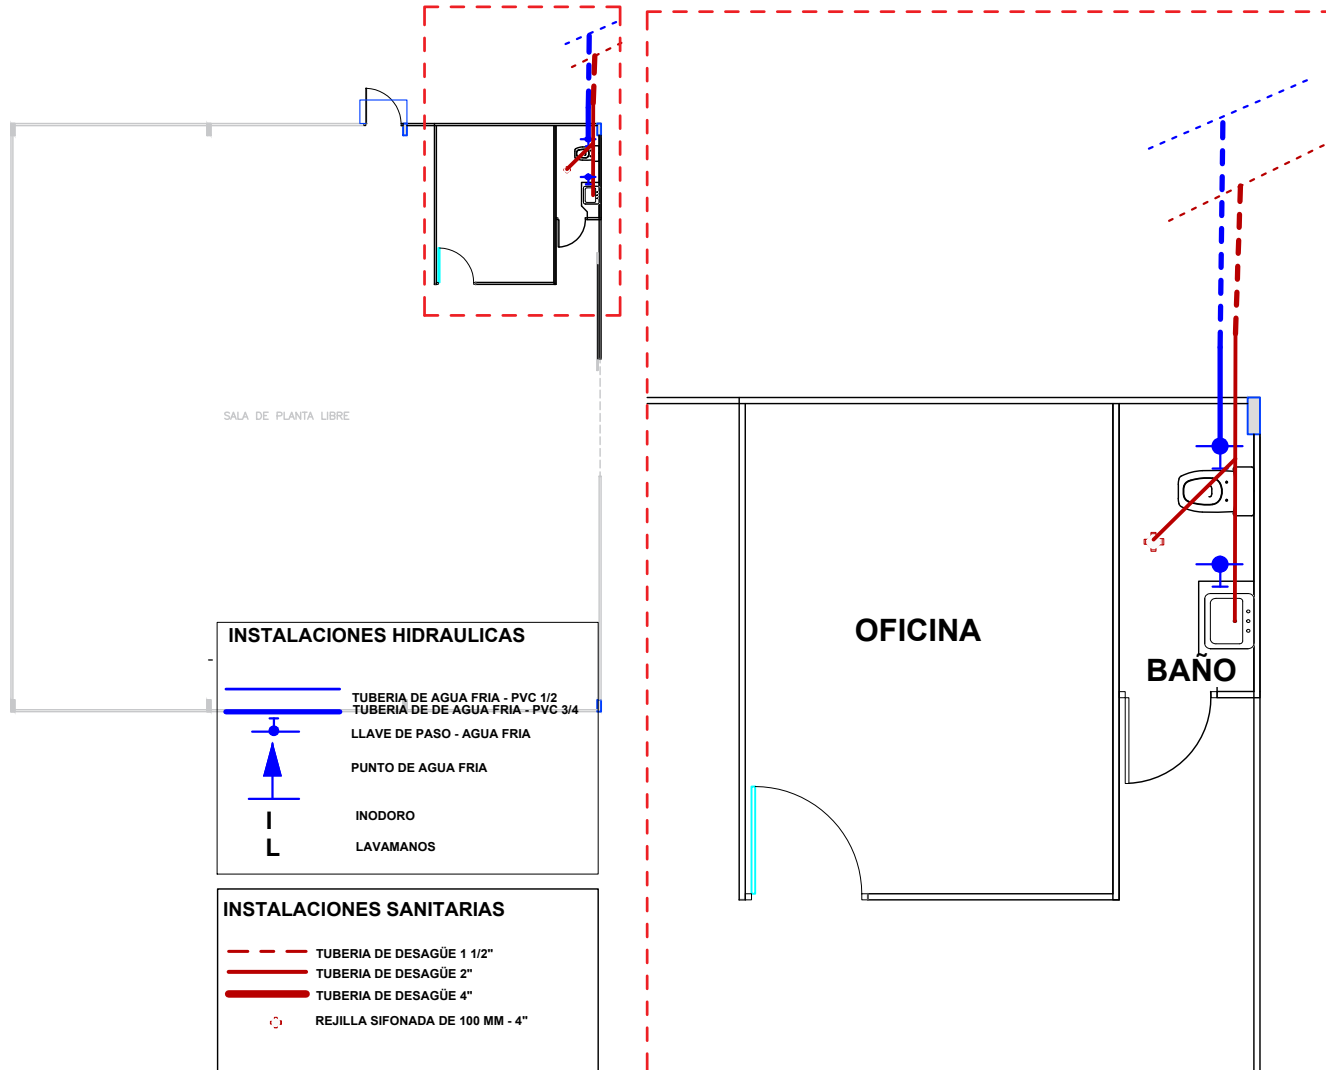 SALA DE PLANTA LIBRE
OFICINA
BAÑO
INSTALACIONES HIDRAULICAS
TUBERIA DE AGUA FRIA - PVC 1/2
TUBERIA DE DE AGUA FRIA - PVC 3/4
LLAVE DE PASO - AGUA FRIA
PUNTO DE AGUA FRIA
I INODORO
L LAVAMANOS
INSTALACIONES SANITARIAS
TUBERIA DE DESAGÜE 1 1/2"
TUBERIA DE DESAGÜE 2"
TUBERIA DE DESAGÜE 4"
REJILLA SIFONADA DE 100 MM - 4"